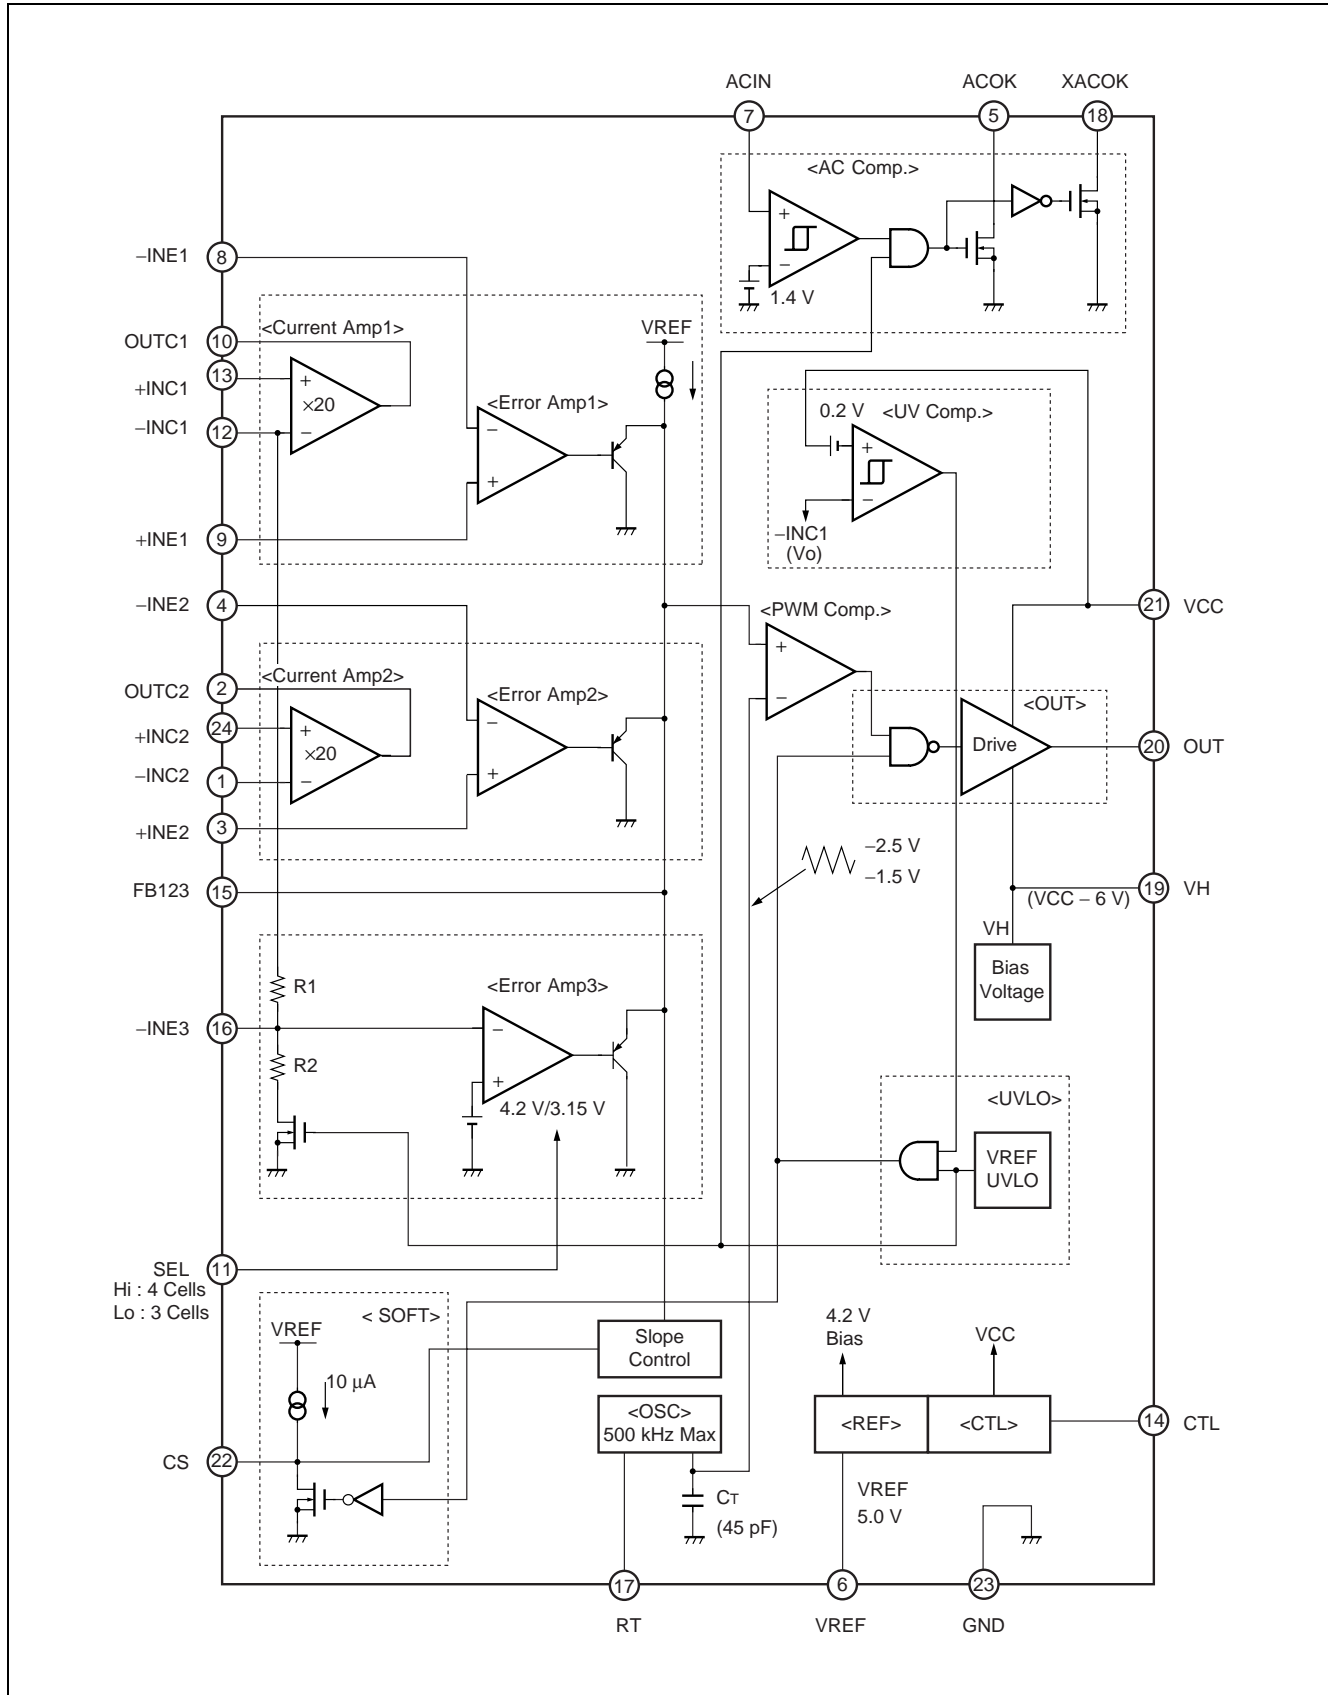 ACIN
ACOK
XACOK
7
5
18
<AC Comp.>
+
−
1.4 V
−INE1
8
<Current Amp1>
VREF
OUTC1
10
13
+INC1
+
×20
−
−INC1
12
<Error Amp1>
−
+
+INE1
9
0.2 V
<UV Comp.>
+
−
−INC1
(Vo)
−INE2
4
<PWM Comp.>
+
−
21
VCC
<Current Amp2>
OUTC2
2
24
+INC2
+
×20
−
−INC2
1
<Error Amp2>
−
+
+INE2
3
<OUT>
Drive
20
OUT
−2.5 V
−1.5 V
FB123
15
19
VH
(VCC − 6 V)
VH
Bias
Voltage
R1
<Error Amp3>
−INE3
16
−
+
R2
4.2 V/3.15 V
<UVLO>
VREF
UVLO
SEL
11
Hi : 4 Cells
Lo : 3 Cells
< SOFT>
VREF
10 μA
Slope
Control
4.2 V
Bias
VCC
<OSC>
500 kHz Max
<REF>
<CTL>
14
CTL
CS
22
CT
(45 pF)
VREF
5.0 V
17
6
23
RT
VREF
GND